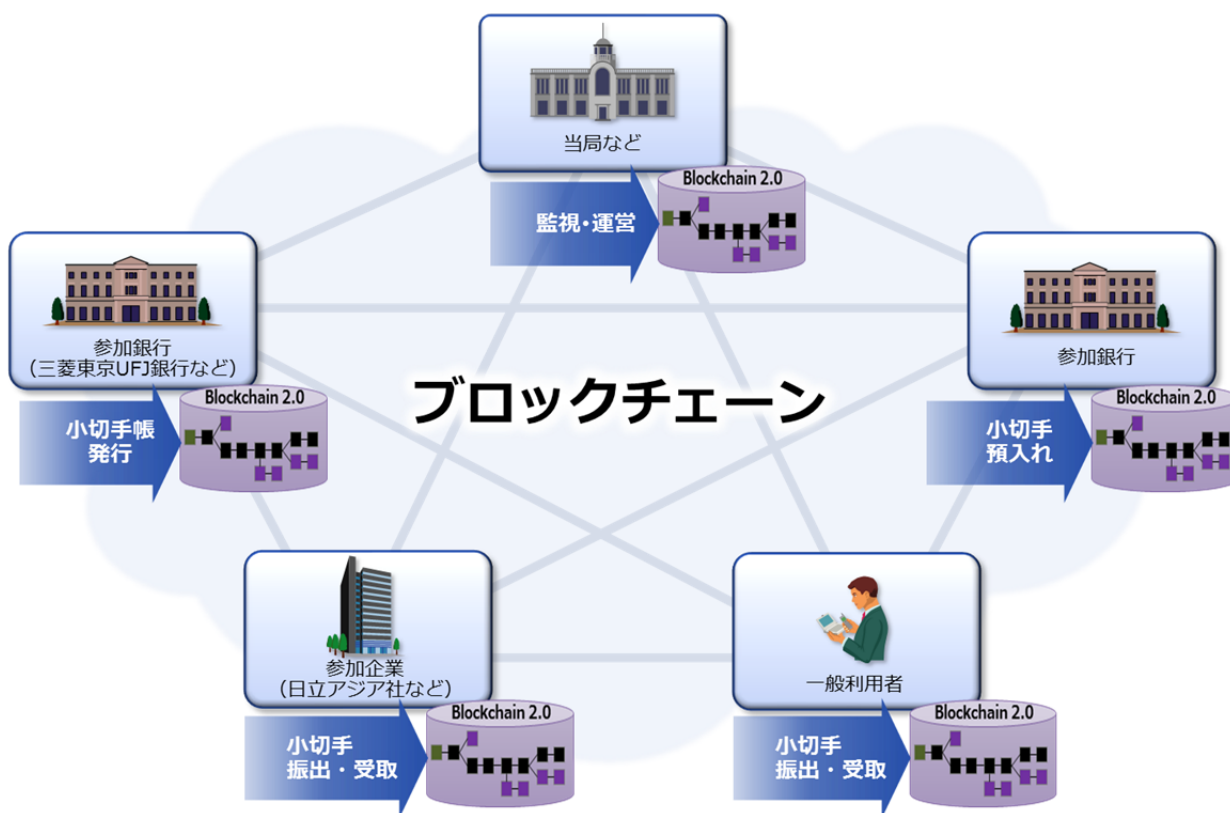 当局など
Blockchain 2.0
監視・運営
参加銀行
(三菱東京UFJ銀行など)
Blockchain 2.0
小切手帳
発行
参加銀行
Blockchain 2.0
小切手
預入れ
ブロックチェーン
参加企業
(日立アジア社など)
Blockchain 2.0
小切手
振出・受取
一般利用者
Blockchain 2.0
小切手
振出・受取